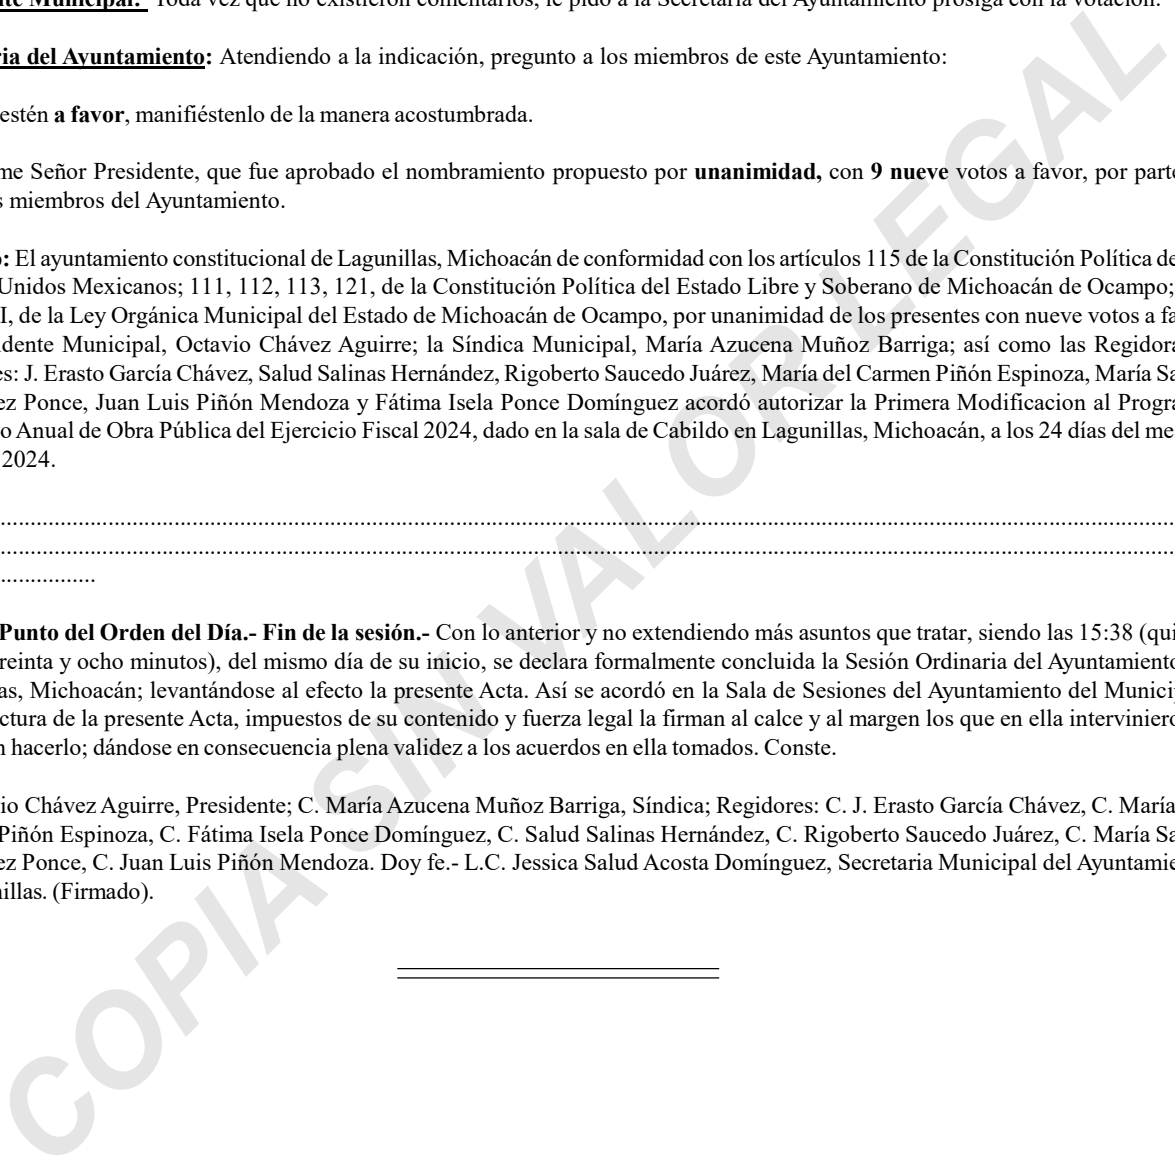 nte Municipal: Toda vez que no existieron comentarios, le pido a la Secretaria del Ayuntamiento prosiga con la votación.
ria del Ayuntamiento: Atendiendo a la indicación, pregunto a los miembros de este Ayuntamiento:
estén a favor, manifiéstenlo de la manera acostumbrada.
me Señor Presidente, que fue aprobado el nombramiento propuesto por unanimidad, con 9 nueve votos a favor, por parte
s miembros del Ayuntamiento.
o: El ayuntamiento constitucional de Lagunillas, Michoacán de conformidad con los artículos 115 de la Constitución Política de
Unidos Mexicanos; 111, 112, 113, 121, de la Constitución Política del Estado Libre y Soberano de Michoacán de Ocampo;
I, de la Ley Orgánica Municipal del Estado de Michoacán de Ocampo, por unanimidad de los presentes con nueve votos a fa
idente Municipal, Octavio Chávez Aguirre; la Síndica Municipal, María Azucena Muñoz Barriga; así como las Regidora
es: J. Erasto García Chávez, Salud Salinas Hernández, Rigoberto Saucedo Juárez, María del Carmen Piñón Espinoza, María Sa
ez Ponce, Juan Luis Piñón Mendoza y Fátima Isela Ponce Domínguez acordó autorizar la Primera Modificacion al Progra
o Anual de Obra Pública del Ejercicio Fiscal 2024, dado en la sala de Cabildo en Lagunillas, Michoacán, a los 24 días del me
2024.
Punto del Orden del Día.- Fin de la sesión.- Con lo anterior y no extendiendo más asuntos que tratar, siendo las 15:38 (qui
reinta y ocho minutos), del mismo día de su inicio, se declara formalmente concluida la Sesión Ordinaria del Ayuntamiento
as, Michoacán; levantándose al efecto la presente Acta. Así se acordó en la Sala de Sesiones del Ayuntamiento del Municip
ctura de la presente Acta, impuestos de su contenido y fuerza legal la firman al calce y al margen los que en ella interviniero
n hacerlo; dándose en consecuencia plena validez a los acuerdos en ella tomados. Conste.
io Chávez Aguirre, Presidente; C. María Azucena Muñoz Barriga, Síndica; Regidores: C. J. Erasto García Chávez, C. María
Piñón Espinoza, C. Fátima Isela Ponce Domínguez, C. Salud Salinas Hernández, C. Rigoberto Saucedo Juárez, C. María Sa
ez Ponce, C. Juan Luis Piñón Mendoza. Doy fe.- L.C. Jessica Salud Acosta Domínguez, Secretaria Municipal del Ayuntamie
nillas. (Firmado).
COPIA SIN VALOR LEGAL